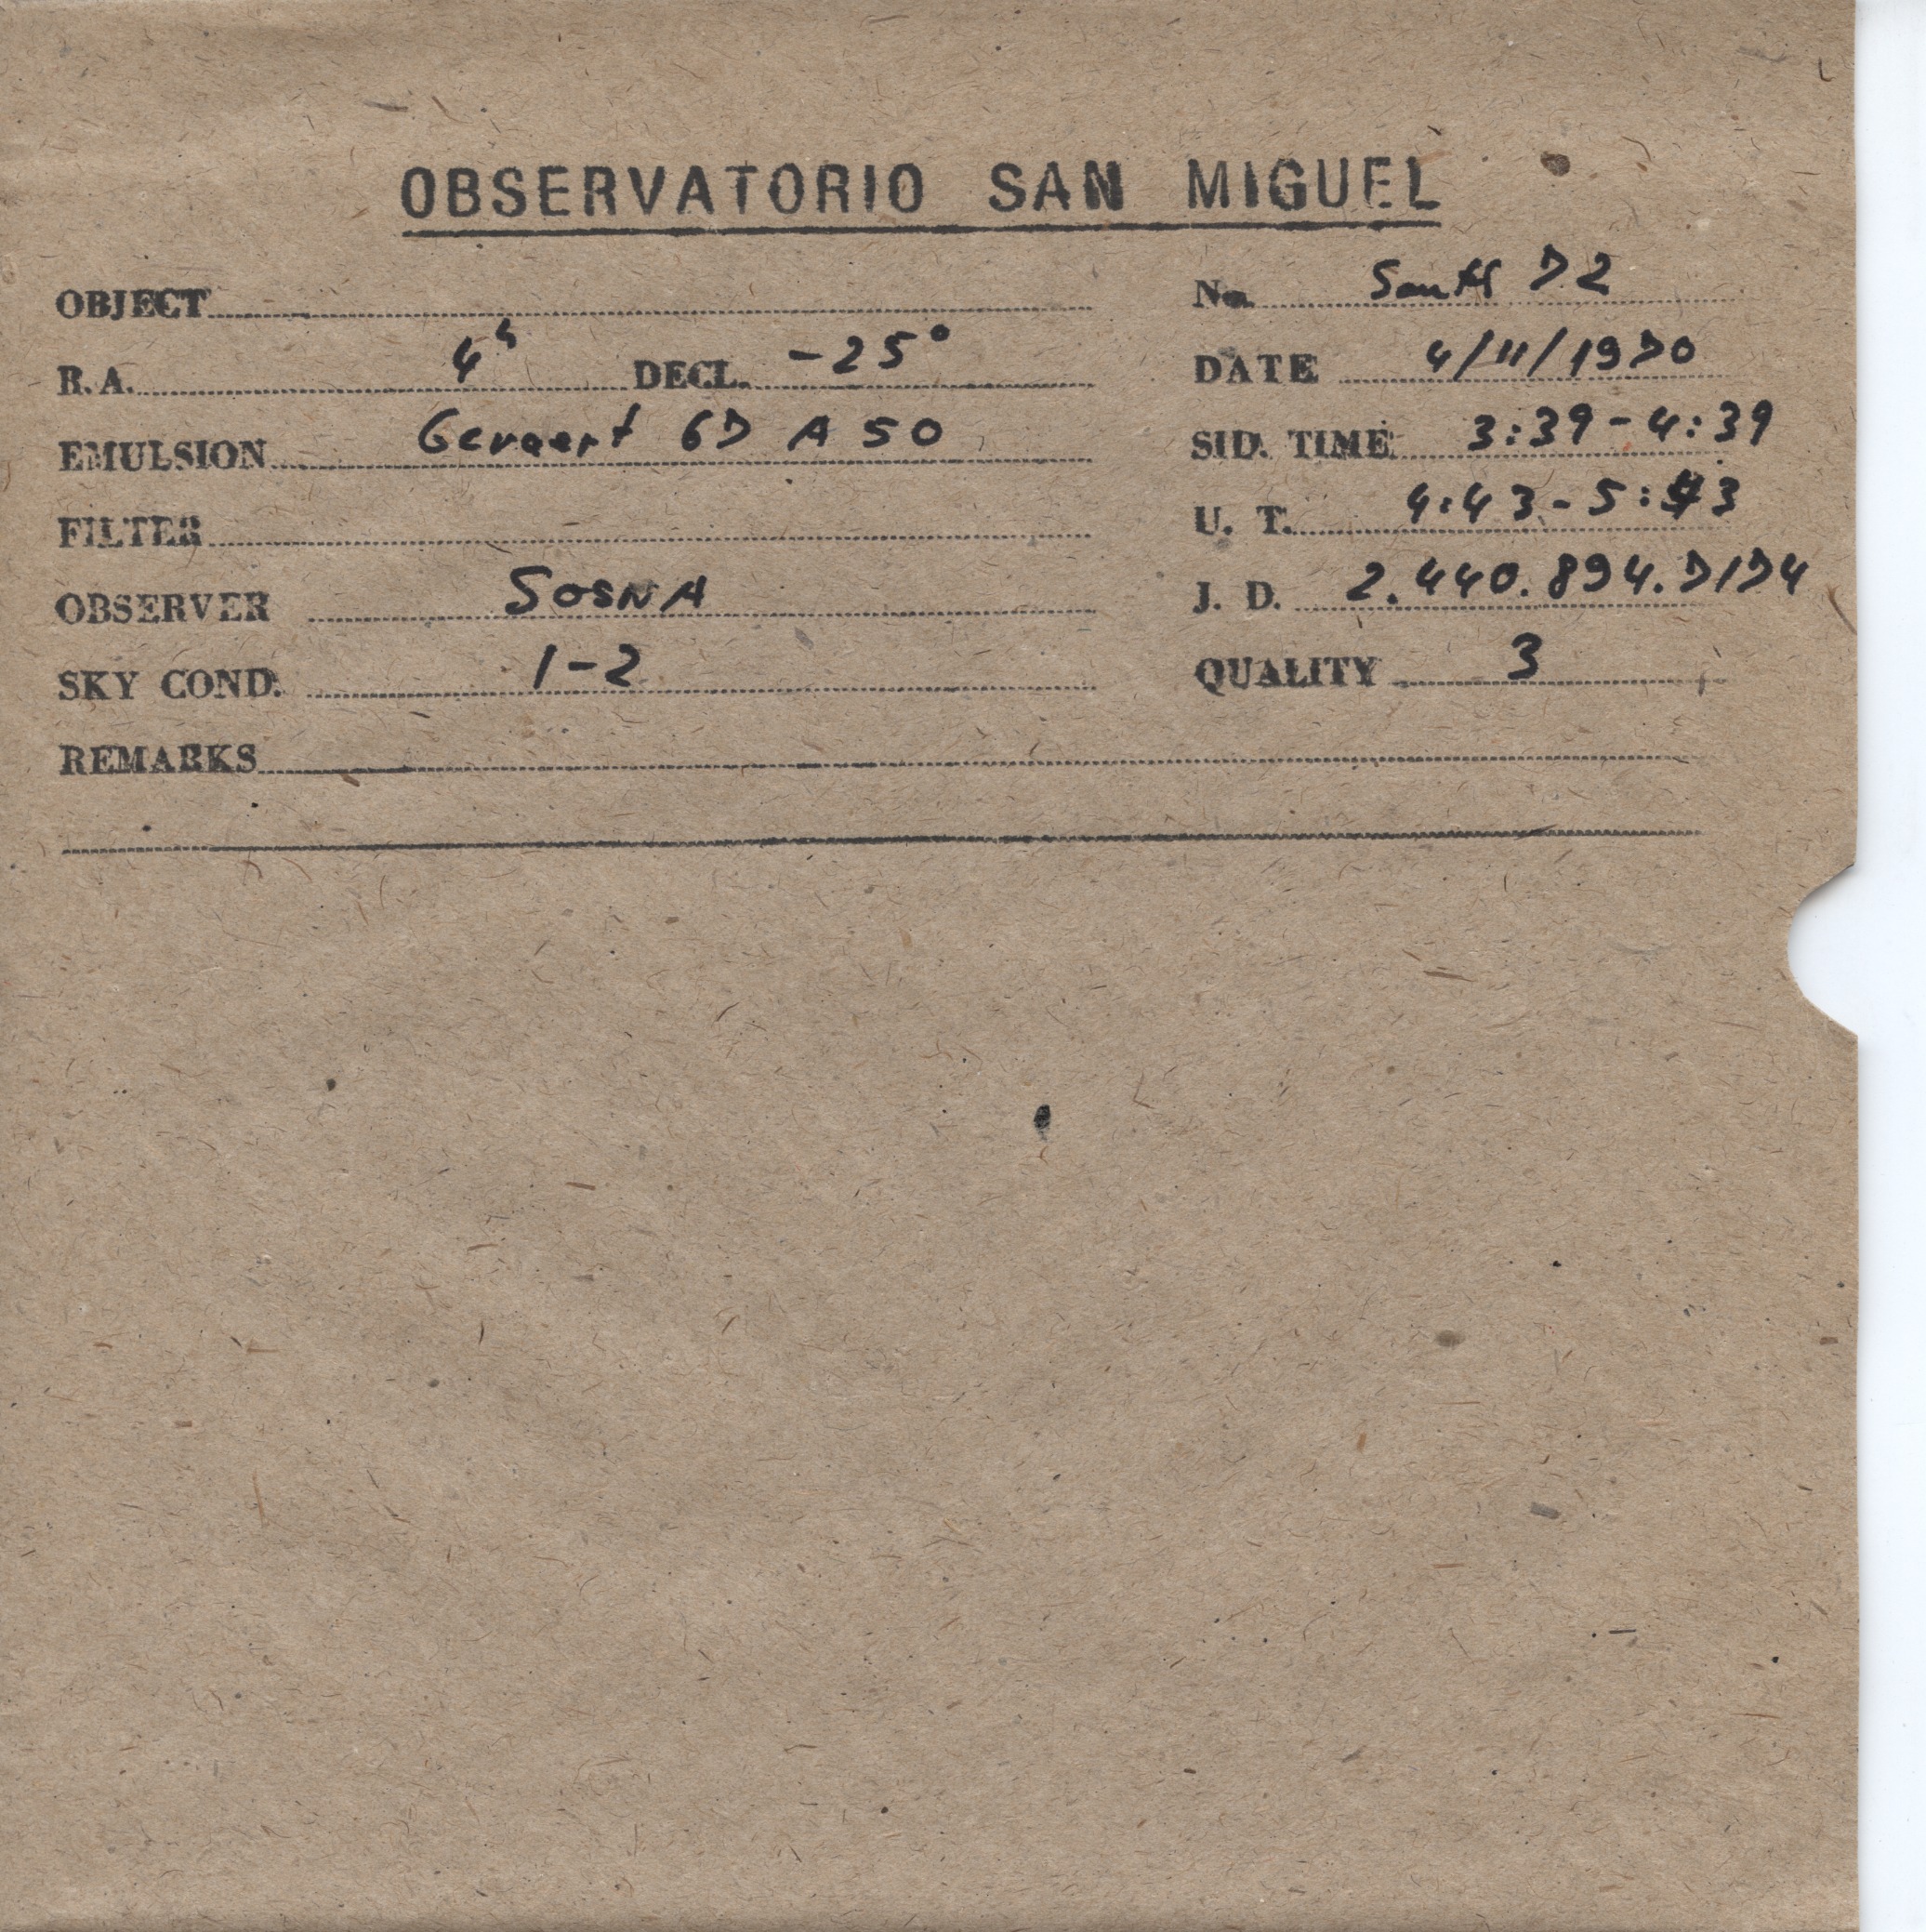 OBSERVATORIO SAN MIGUEL
OBJECT
No. South 72
R.A. 4h DECL. -25°
DATE 4/11/1970
EMULSION Gevaert 67 A 50
SID. TIME 3:39-4:39
FILTER
U. T. 4:43-5:43
OBSERVER SOSNA
J. D. 2.440.894.7174
SKY COND. 1-2
QUALITY 3
REMARKS